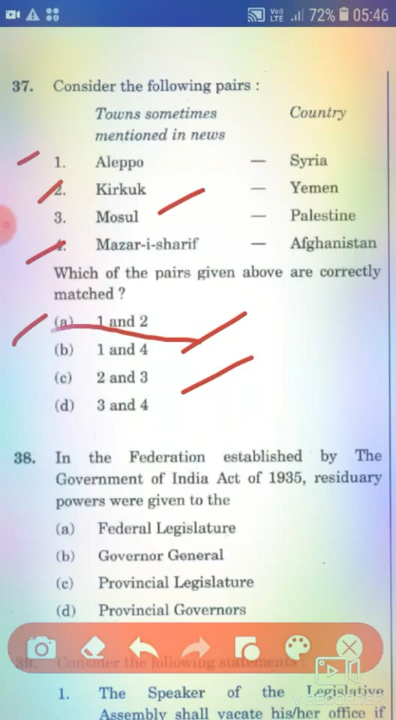 Voll LTE 72% 05:46
37. Consider the following pairs :
Towns sometimes Country
mentioned in news
1. Aleppo — Syria
2. Kirkuk — Yemen
3. Mosul — Palestine
4. Mazar-i-sharif — Afghanistan
Which of the pairs given above are correctly
matched ?
(a) 1 and 2
(b) 1 and 4
(c) 2 and 3
(d) 3 and 4
38. In the Federation established by The
Government of India Act of 1935, residuary
powers were given to the
(a) Federal Legislature
(b) Governor General
(c) Provincial Legislature
(d) Provincial Governors
39. Consider the following statements :
1. The Speaker of the Legislative
Assembly shall vacate his/her office if